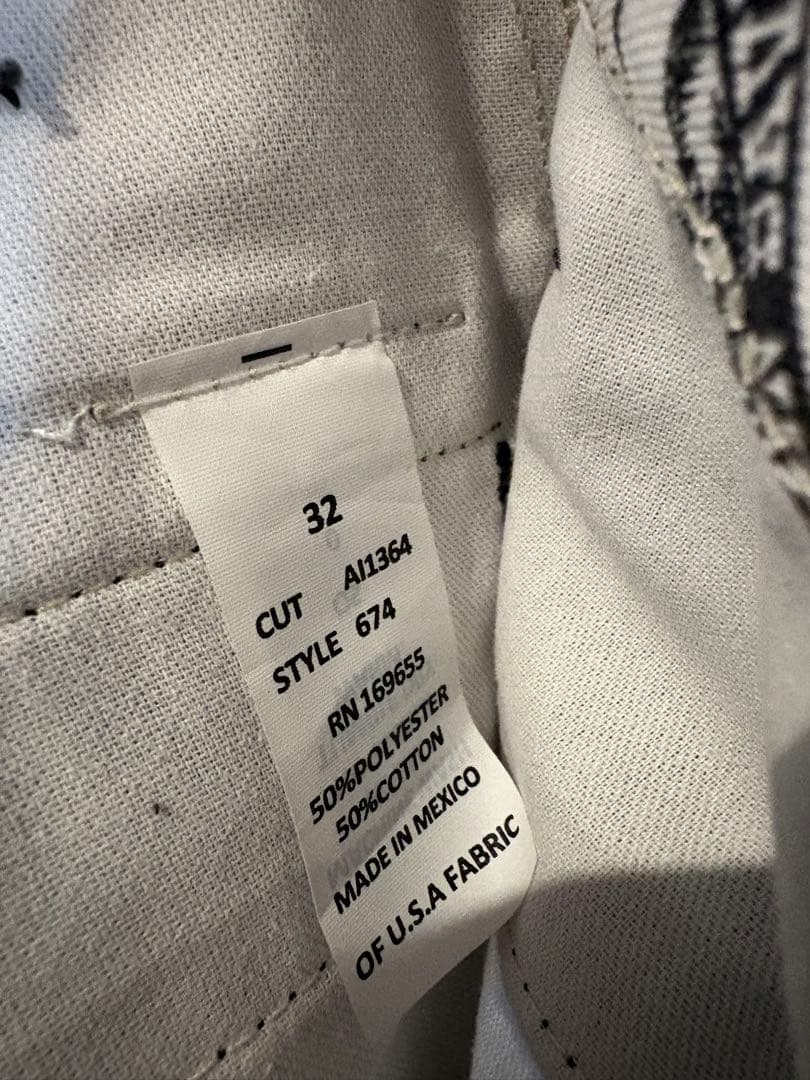 32
CUT AI1364
STYLE 674
RN 169655
50%POLYESTER
50%COTTON
MADE IN MEXICO
OF U.S.A FABRIC